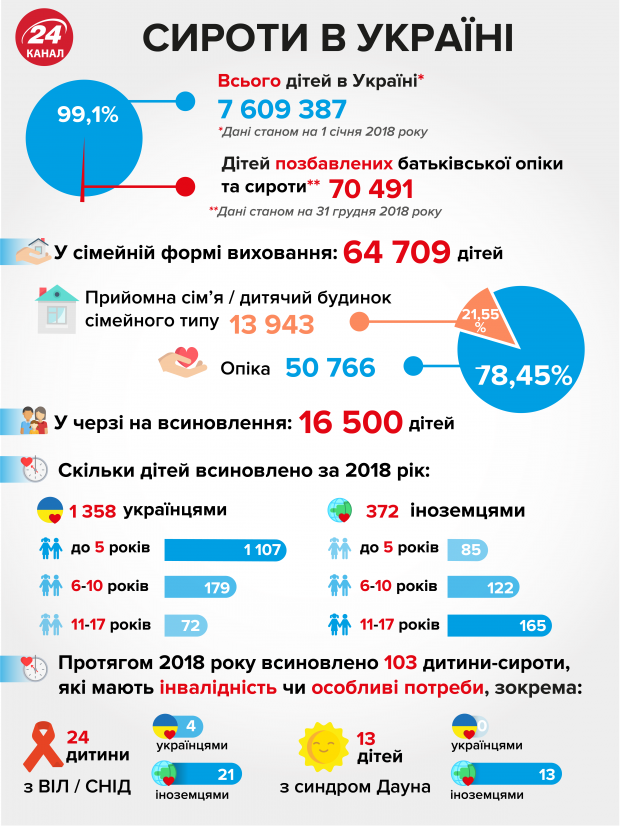 24
КАНАЛ
СИРОТИ В УКРАЇНІ
99,1%
Всього дітей в Україні*
7 609 387
*Дані станом на 1 січня 2018 року
Дітей позбавлених батьківської опіки
та сироти** 70 491
**Дані станом на 31 грудня 2018 року
У сімейній формі виховання: 64 709 дітей
Прийомна сім'я / дитячий будинок
сімейного типу 13 943
21,55
%
Опіка 50 766
78,45%
У черзі на всиновлення: 16 500 дітей
Скільки дітей всиновлено за 2018 рік:
1 358 українцями
372 іноземцями
до 5 років 1 107
до 5 років 85
6-10 років 179
6-10 років 122
11-17 років 72
11-17 років 165
Протягом 2018 року всиновлено 103 дитини-сироти,
які мають інвалідність чи особливі потреби, зокрема:
24
дитини
з ВІЛ / СНІД
4
українцями
21
іноземцями
13
дітей
з синдром Дауна
0
українцями
13
іноземцями